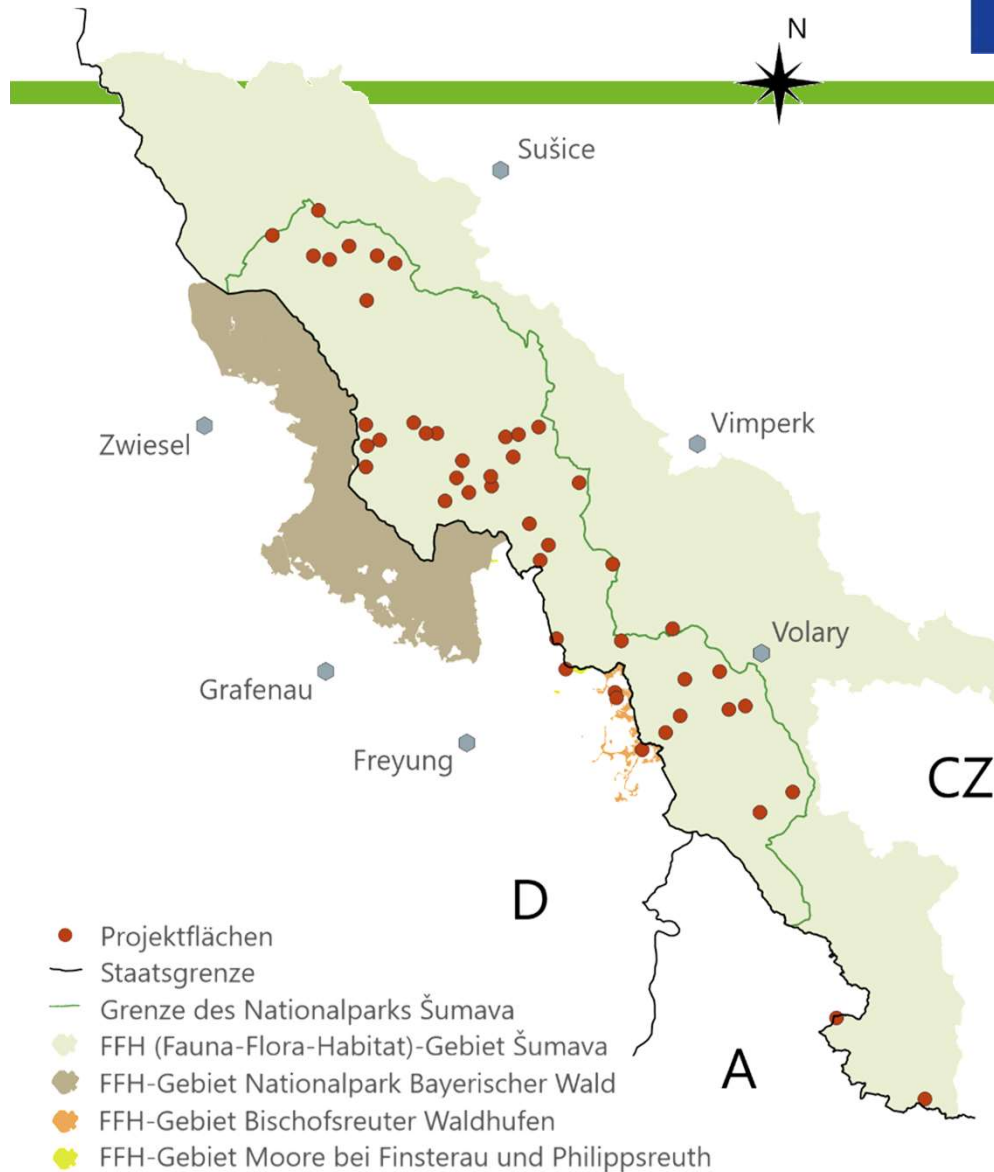 N
Sušice
Zwiesel
Vimperk
Volary
Grafenau
Freyung
CZ
D
A
Projektflächen
Staatsgrenze
Grenze des Nationalparks Šumava
FFH (Fauna-Flora-Habitat)-Gebiet Šumava
FFH-Gebiet Nationalpark Bayerischer Wald
FFH-Gebiet Bischofsreuter Waldhufen
FFH-Gebiet Moore bei Finsterau und Philippsreuth